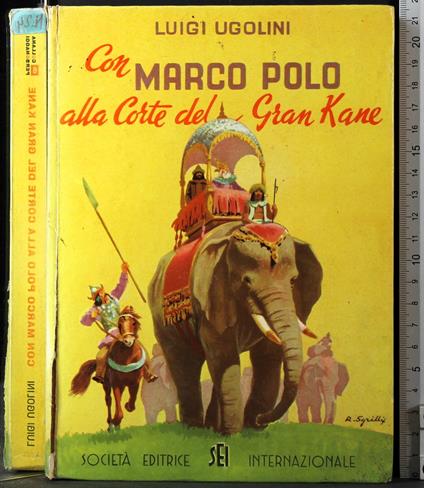 LUIGI UGOLINI
Con MARCO POLO
alla Corte del Gran Kane
R. Sgrilli
SOCIETÀ EDITRICE SEI INTERNAZIONALE
LUIGI UGOLINI CON MARCO POLO ALLA CORTE DEL GRAN KANE